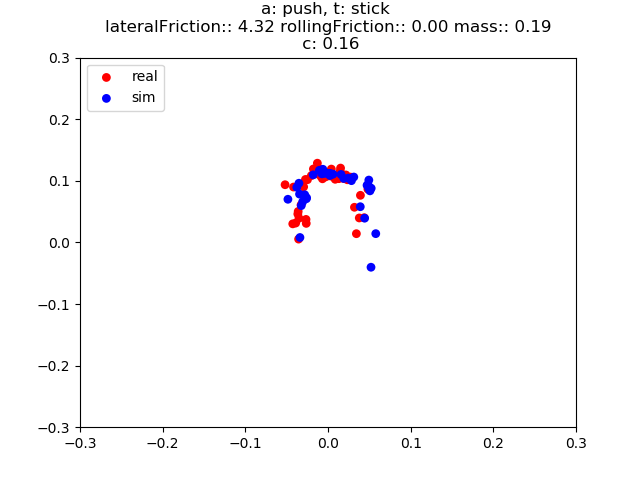 a: push, t: stick
lateralFriction:: 4.32 rollingFriction:: 0.00 mass:: 0.19
c: 0.16
real
sim
0.3
0.2
0.1
0.0
−0.1
−0.2
−0.3
−0.3 −0.2 −0.1 0.0 0.1 0.2 0.3